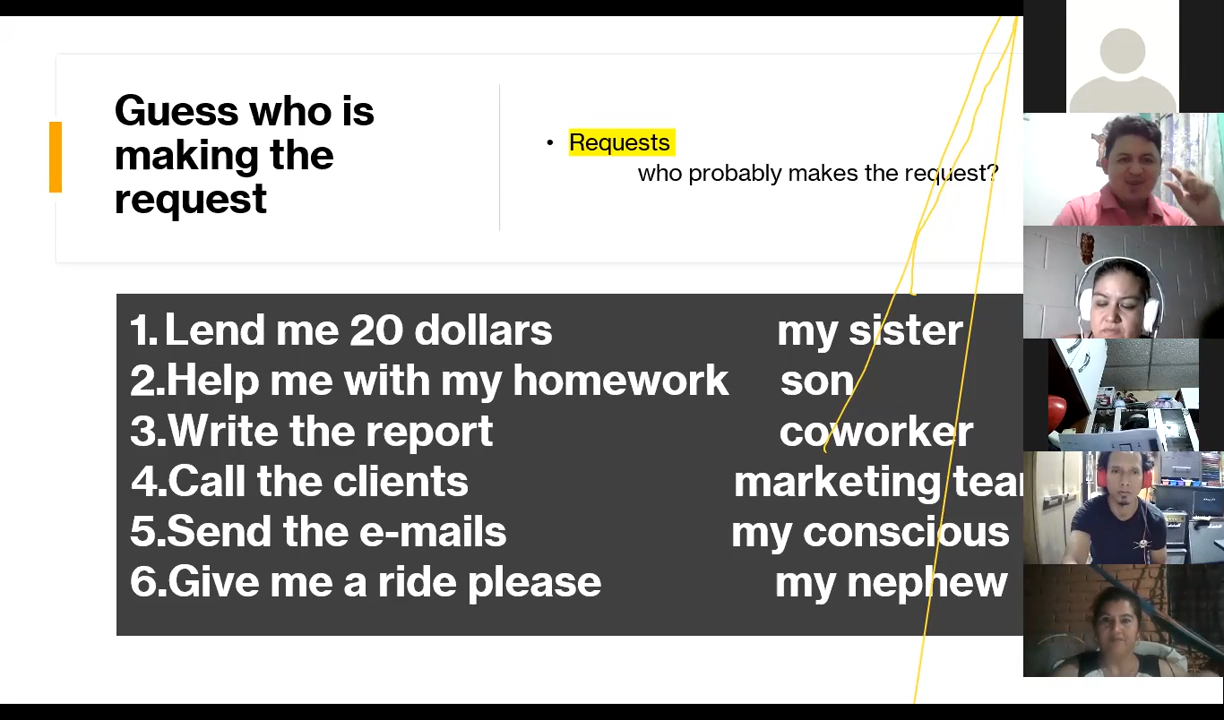 Guess who is
making the
request
• Requests
who probably makes the request?
1. Lend me 20 dollars my sister
2.Help me with my homework son
3.Write the report coworker
4.Call the clients marketing
5.Send the e-mails my conscious
6.Give me a ride please my nephew